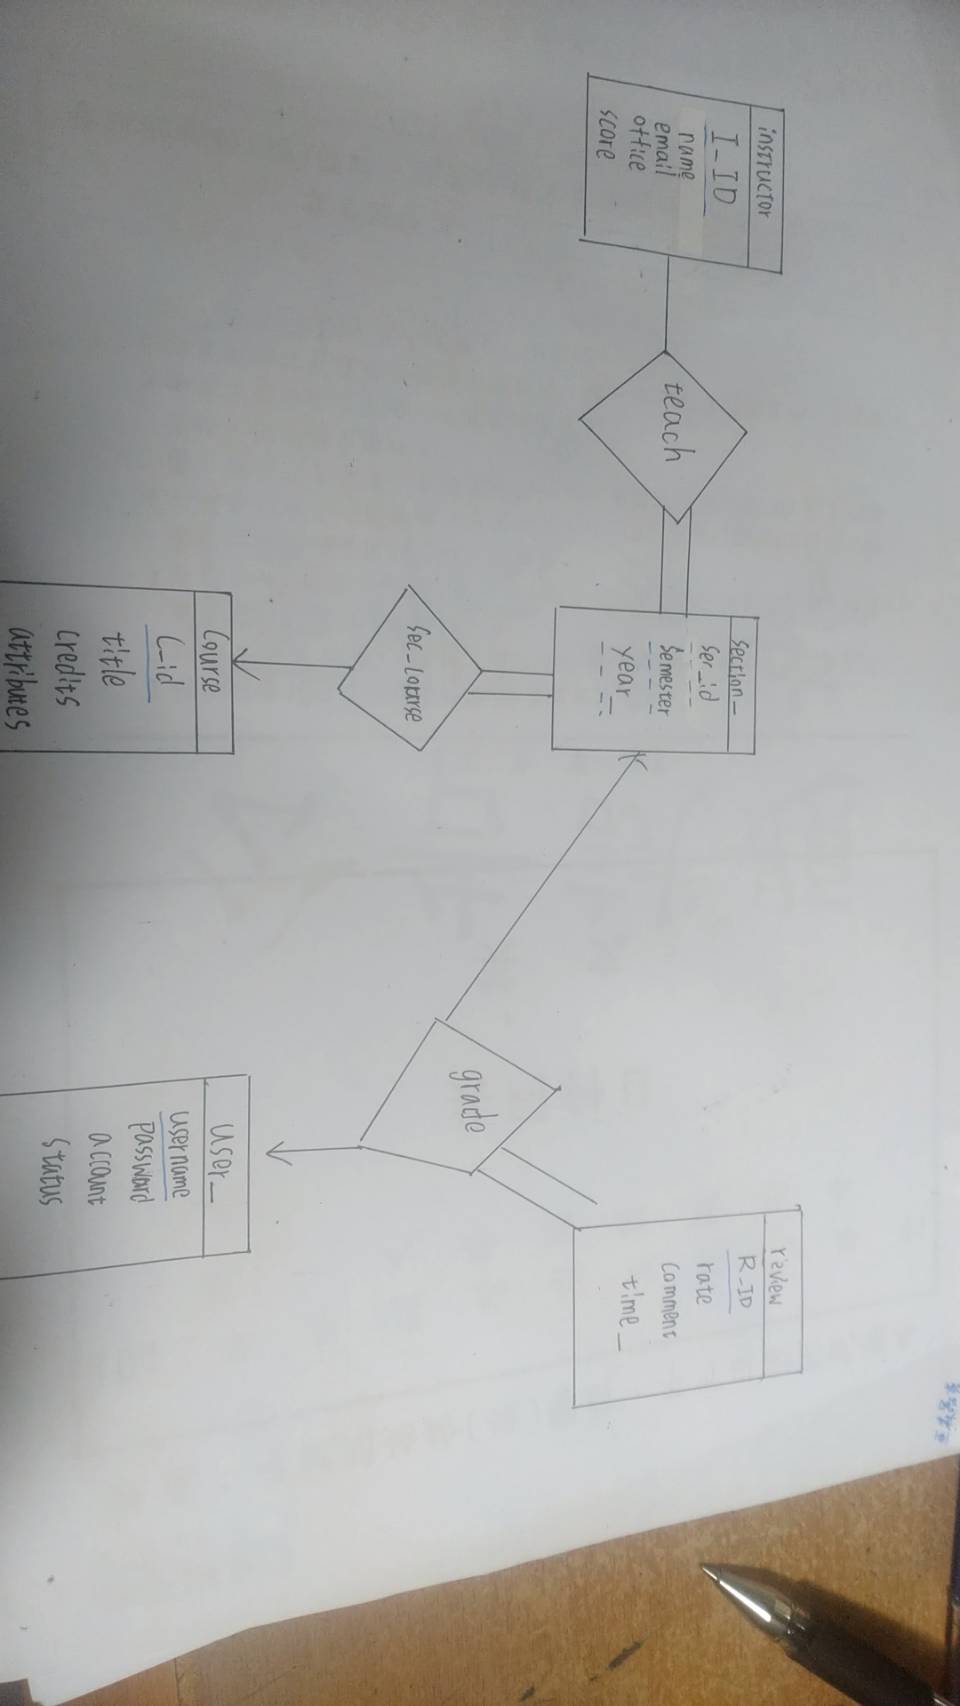 instructor
I_ID
name
email
office
score
teach
section_
Sec_id
Semester
year_
review
R_ID
rate
comment
time_
grade
Sec_course
Course
C_id
title
credits
attributes
User_
username
password
account
status